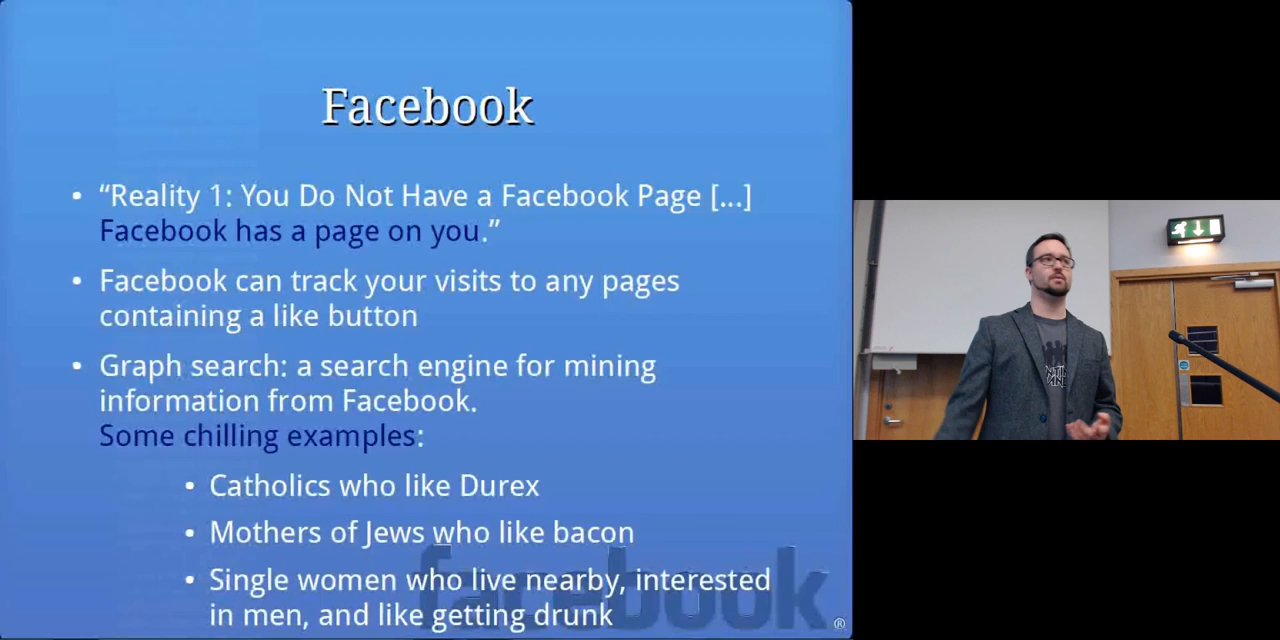 Facebook
• “Reality 1: You Do Not Have a Facebook Page [...]
Facebook has a page on you.”
• Facebook can track your visits to any pages
containing a like button
• Graph search: a search engine for mining
information from Facebook.
Some chilling examples:
• Catholics who like Durex
• Mothers of Jews who like bacon
• Single women who live nearby, interested
in men, and like getting drunk
facebook
®